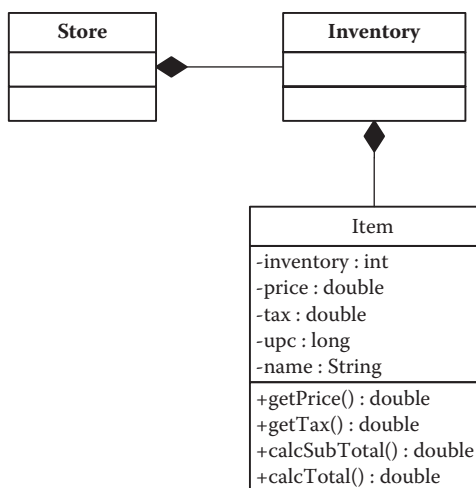 Store
Inventory
Item
-inventory : int
-price : double
-tax : double
-upc : long
-name : String
+getPrice() : double
+getTax() : double
+calcSubTotal() : double
+calcTotal() : double